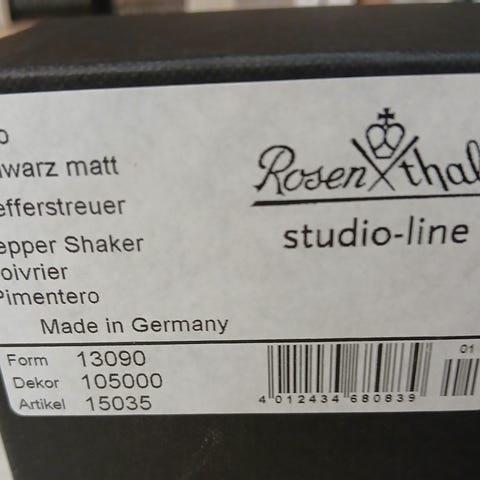 o
warz matt
efferstreuer
epper Shaker
oivrier
Pimentero
Made in Germany
Rosenthal
studio-line
Form 13090
Dekor 105000
Artikel 15035
01
4 012434 680839